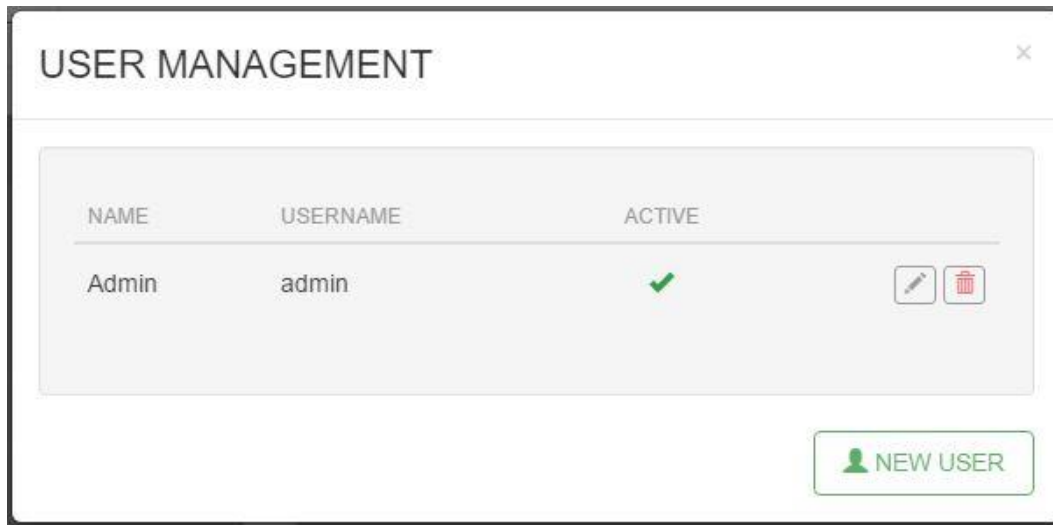 USER MANAGEMENT
NAME USERNAME ACTIVE
Admin admin
NEW USER